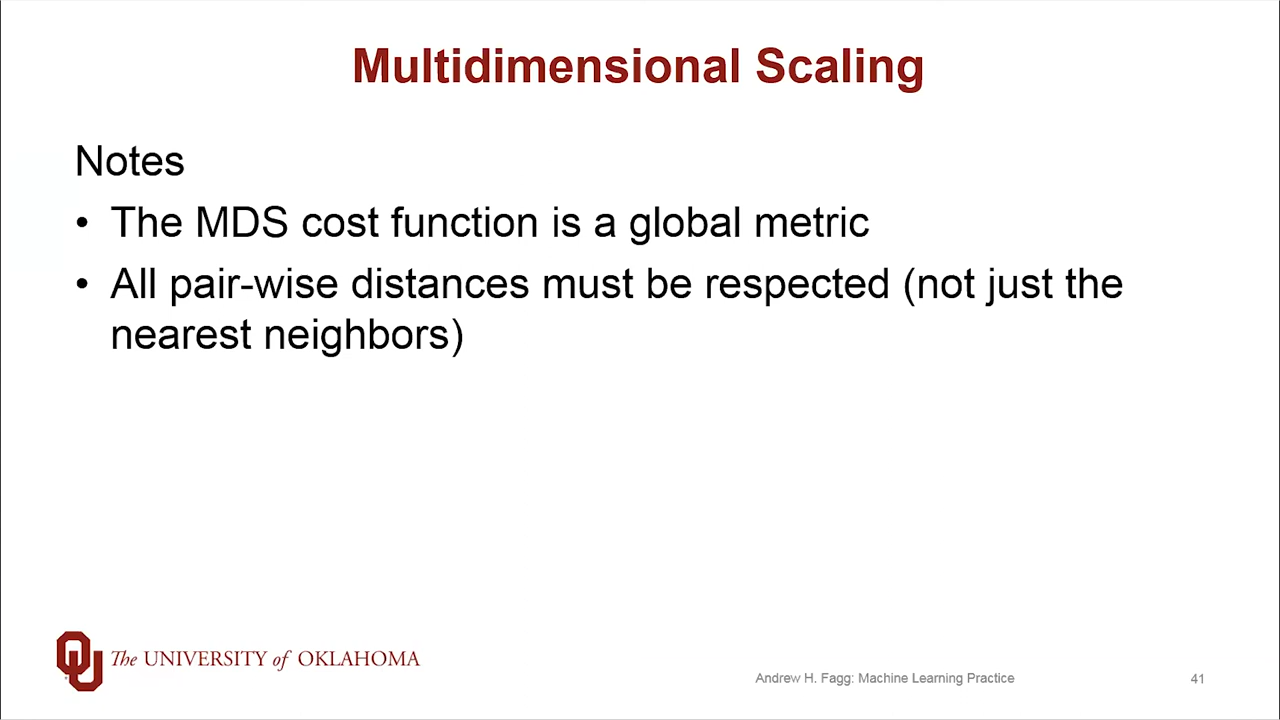 Multidimensional Scaling
Notes
• The MDS cost function is a global metric
• All pair-wise distances must be respected (not just the
nearest neighbors)
The UNIVERSITY of OKLAHOMA
Andrew H. Fagg: Machine Learning Practice
41